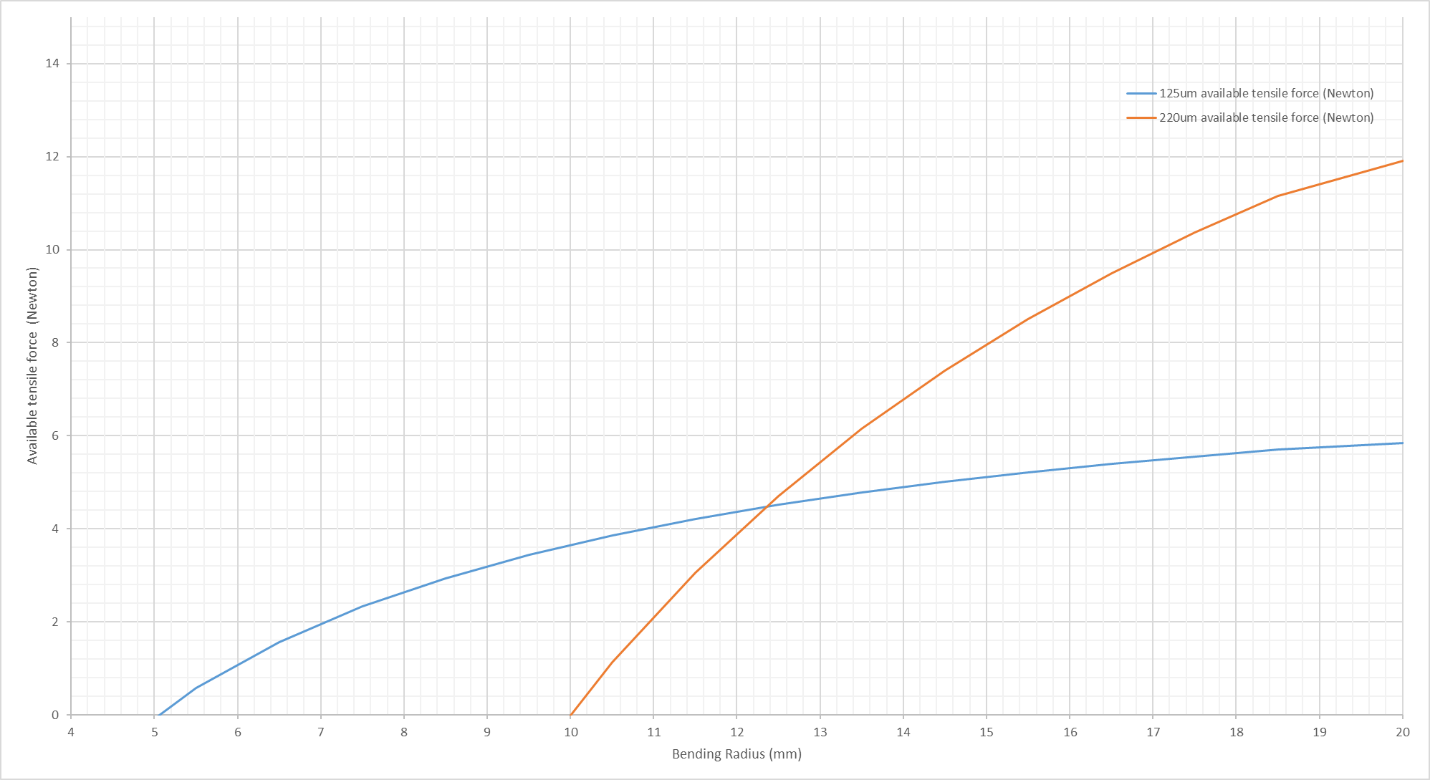 14
12
10
8
6
4
2
0
Available tensile force (Newton)
125um available tensile force (Newton)
220um available tensile force (Newton)
4 5 6 7 8 9 10 11 12 13 14 15 16 17 18 19 20
Bending Radius (mm)